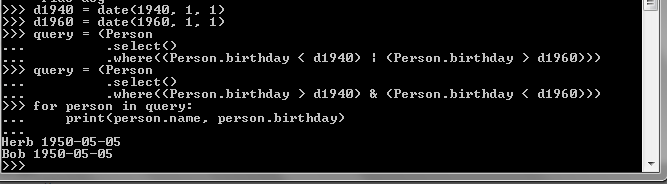 >>> d1940 = date(1940, 1, 1)
>>> d1960 = date(1960, 1, 1)
>>> query = (Person
...          .select()
...          .where((Person.birthday < d1940) | (Person.birthday > d1960)))
>>> query = (Person
...          .select()
...          .where((Person.birthday > d1940) & (Person.birthday < d1960)))
>>> for person in query:
...     print(person.name, person.birthday)
...
Herb 1950-05-05
Bob 1950-05-05
>>>